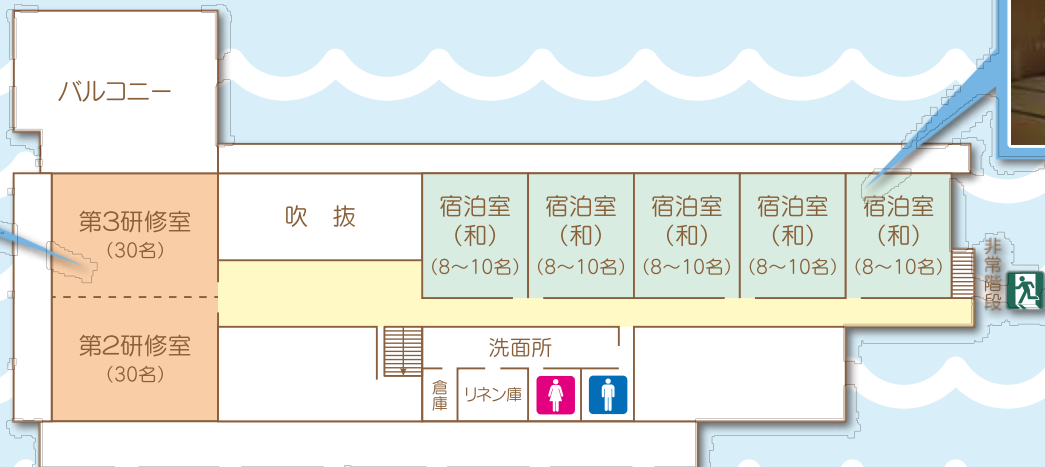 バルコニー
第3研修室
(30名)
吹 抜
宿泊室
(和)
(8～10名)
宿泊室
(和)
(8～10名)
宿泊室
(和)
(8～10名)
宿泊室
(和)
(8～10名)
宿泊室
(和)
(8～10名)
非常階段
第2研修室
(30名)
洗面所
倉庫
リネン庫